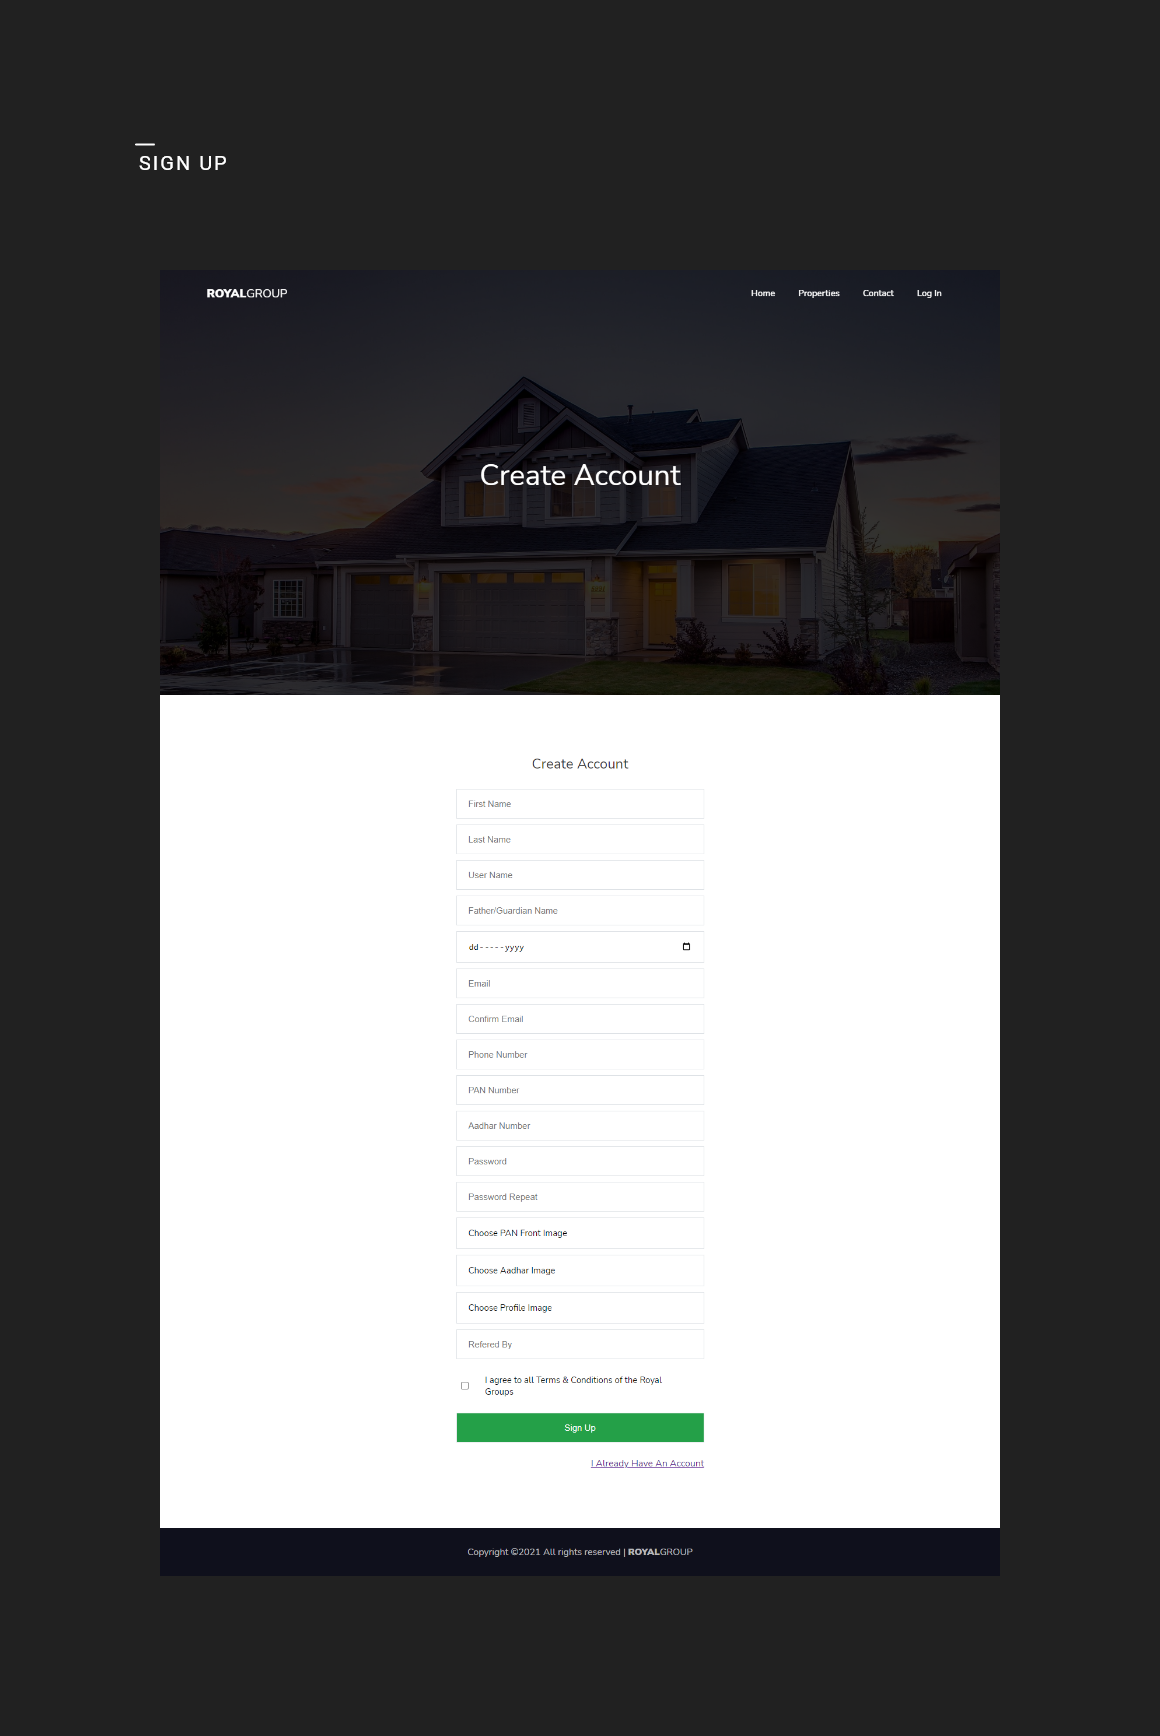 SIGN UP
ROYALGROUP
Home Properties Contact Log In
Create Account
Create Account
First Name
Last Name
User Name
Father/Guardian Name
dd-----yyyy
Email
Confirm Email
Phone Number
PAN Number
Aadhar Number
Password
Password Repeat
Choose PAN Front Image
Choose Aadhar Image
Choose Profile Image
Refered By
I agree to all Terms & Conditions of the Royal
Groups
Sign Up
I Already Have An Account
Copyright ©2021 All rights reserved | ROYALGROUP